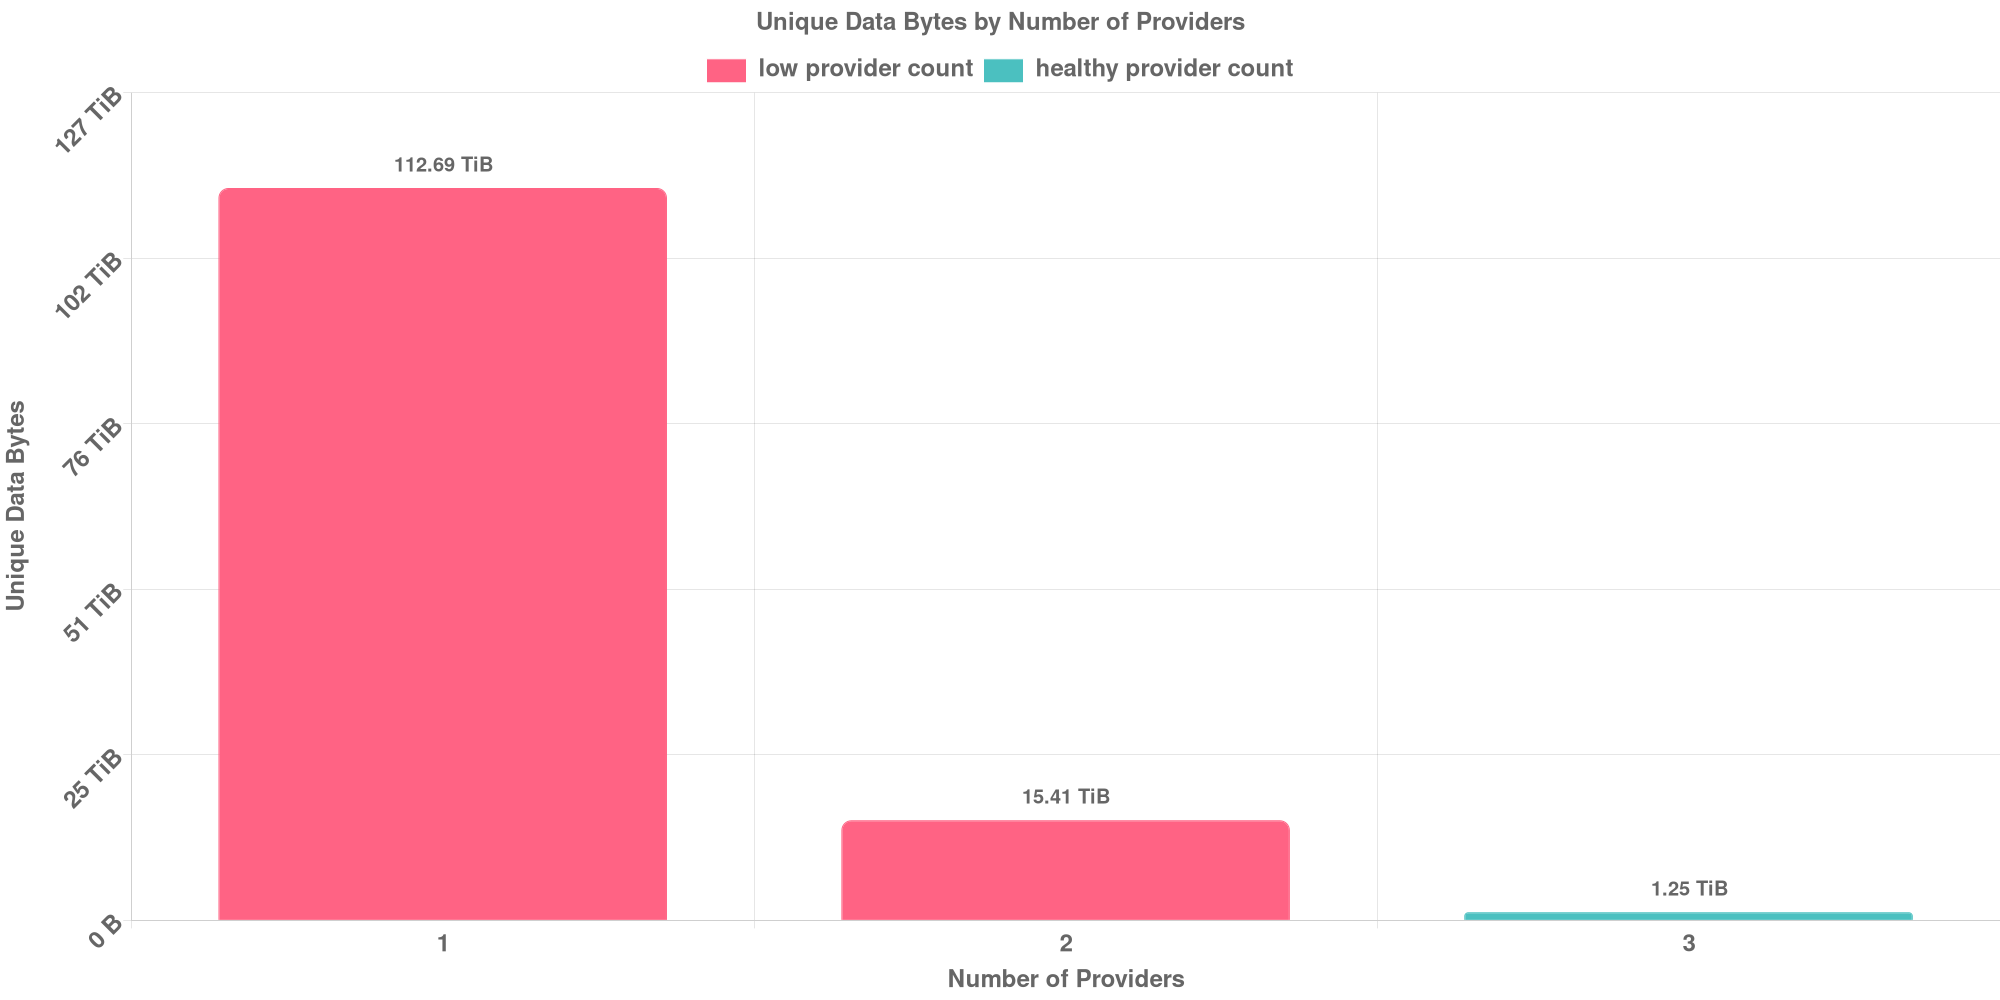 Unique Data Bytes by Number of Providers
low provider count healthy provider count
127 TiB
102 TiB
76 TiB
51 TiB
25 TiB
0 B
Unique Data Bytes
112.69 TiB
15.41 TiB
1.25 TiB
1 2 3
Number of Providers